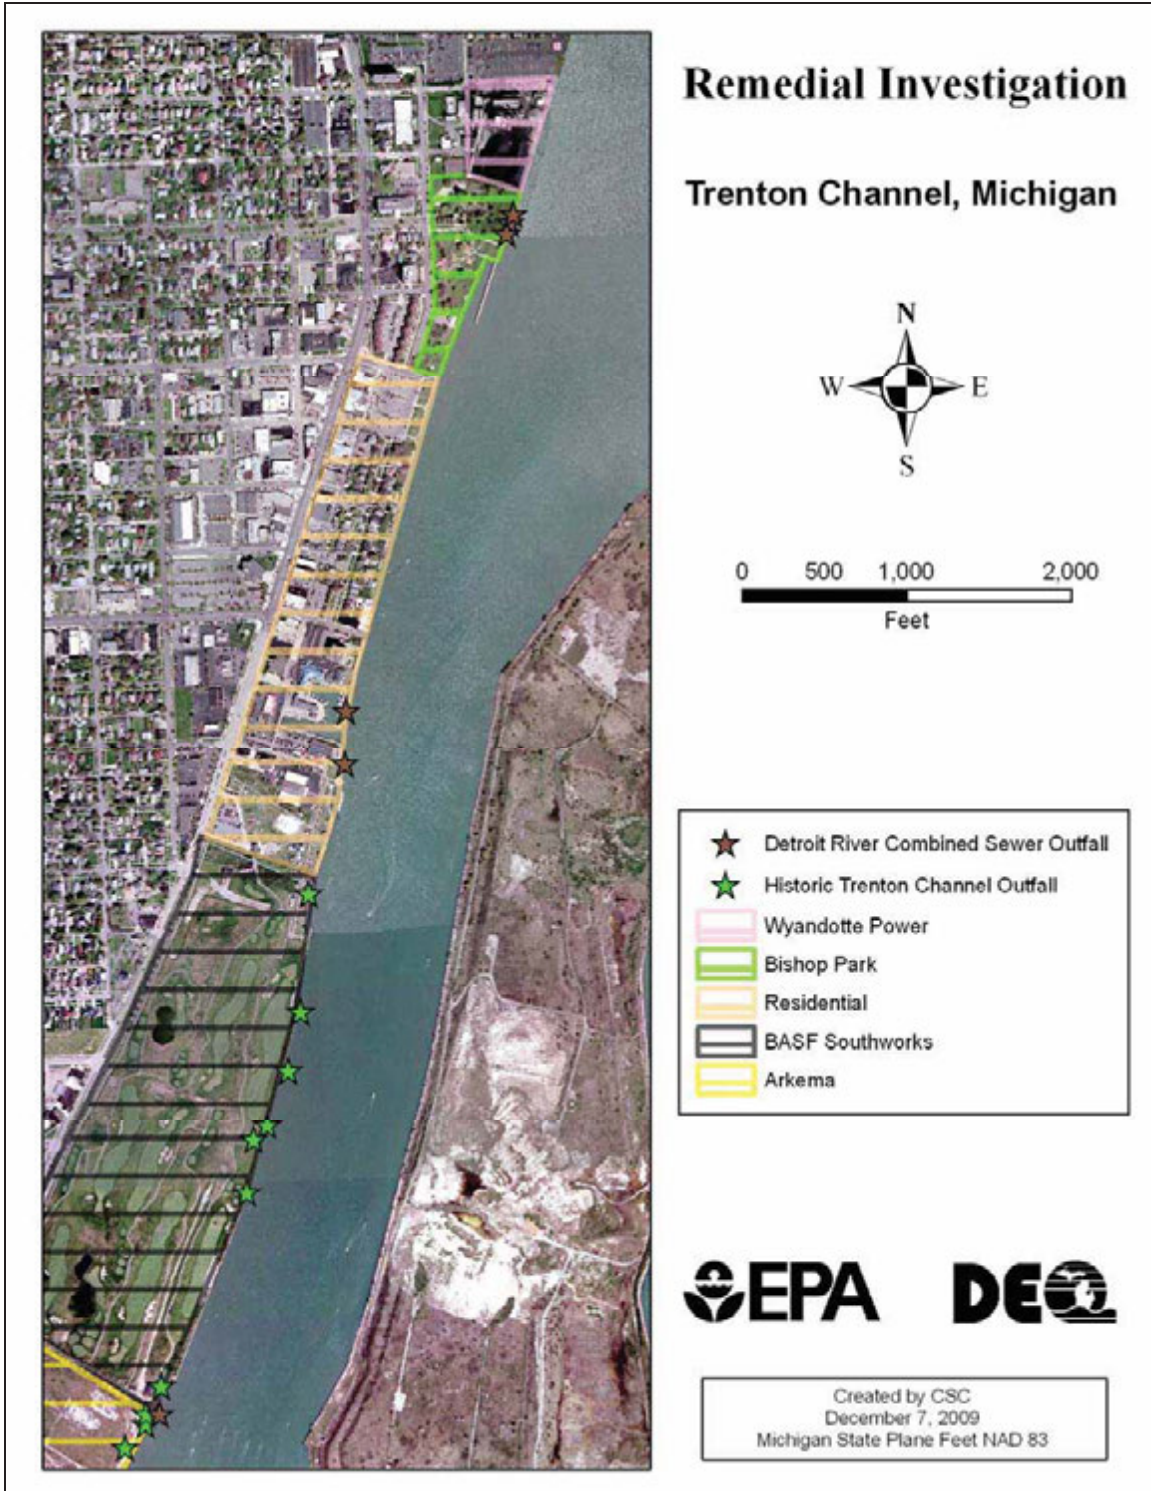 Remedial Investigation
Trenton Channel, Michigan
N
W E
S
0 500 1,000 2,000
Feet
Detroit River Combined Sewer Outfall
Historic Trenton Channel Outfall
Wyandotte Power
Bishop Park
Residential
BASF Southworks
Arkema
EPA DEQ
Created by CSC
December 7, 2009
Michigan State Plane Feet NAD 83